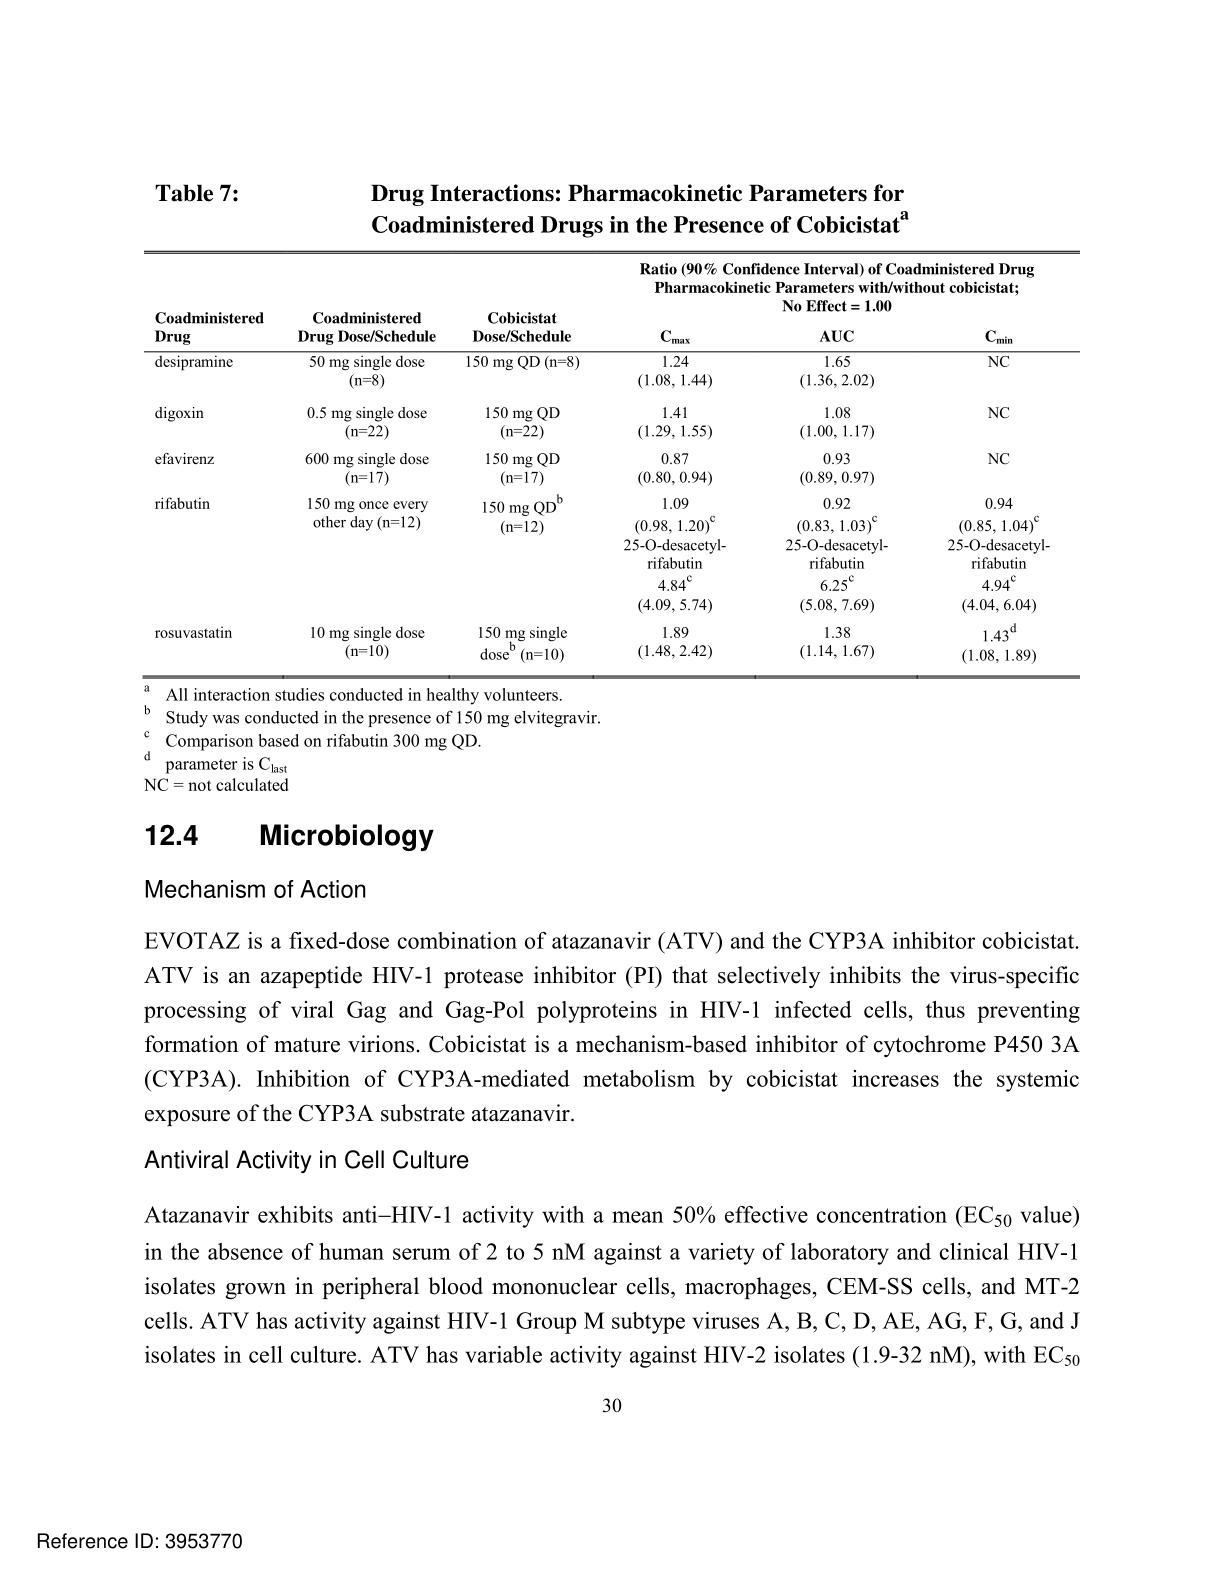 Table 7: Drug Interactions: Pharmacokinetic Parameters for
Coadministered Drugs in the Presence of Cobicistat^a
Ratio (90% Confidence Interval) of Coadministered Drug
Pharmacokinetic Parameters with/without cobicistat;
No Effect = 1.00
Coadministered Coadministered Cobicistat
Drug Drug Dose/Schedule Dose/Schedule Cmax AUC Cmin
desipramine 50 mg single dose 150 mg QD (n=8) 1.24 1.65 NC
(n=8) (1.08, 1.44) (1.36, 2.02)
digoxin 0.5 mg single dose 150 mg QD 1.41 1.08 NC
(n=22) (n=22) (1.29, 1.55) (1.00, 1.17)
efavirenz 600 mg single dose 150 mg QD 0.87 0.93 NC
(n=17) (n=17) (0.80, 0.94) (0.89, 0.97)
rifabutin 150 mg once every 150 mg QD^b 1.09 0.92 0.94
other day (n=12) (n=12) (0.98, 1.20)^c (0.83, 1.03)^c (0.85, 1.04)^c
25-O-desacetyl- 25-O-desacetyl- 25-O-desacetyl-
rifabutin rifabutin rifabutin
4.84^c 6.25^c 4.94^c
(4.09, 5.74) (5.08, 7.69) (4.04, 6.04)
rosuvastatin 10 mg single dose 150 mg single 1.89 1.38 1.43^d
(n=10) dose^b (n=10) (1.48, 2.42) (1.14, 1.67) (1.08, 1.89)
a All interaction studies conducted in healthy volunteers.
b Study was conducted in the presence of 150 mg elvitegravir.
c Comparison based on rifabutin 300 mg QD.
d parameter is Clast
NC = not calculated
12.4 Microbiology
Mechanism of Action
EVOTAZ is a fixed-dose combination of atazanavir (ATV) and the CYP3A inhibitor cobicistat.
ATV is an azapeptide HIV-1 protease inhibitor (PI) that selectively inhibits the virus-specific
processing of viral Gag and Gag-Pol polyproteins in HIV-1 infected cells, thus preventing
formation of mature virions. Cobicistat is a mechanism-based inhibitor of cytochrome P450 3A
(CYP3A). Inhibition of CYP3A-mediated metabolism by cobicistat increases the systemic
exposure of the CYP3A substrate atazanavir.
Antiviral Activity in Cell Culture
Atazanavir exhibits anti–HIV-1 activity with a mean 50% effective concentration (EC50 value)
in the absence of human serum of 2 to 5 nM against a variety of laboratory and clinical HIV-1
isolates grown in peripheral blood mononuclear cells, macrophages, CEM-SS cells, and MT-2
cells. ATV has activity against HIV-1 Group M subtype viruses A, B, C, D, AE, AG, F, G, and J
isolates in cell culture. ATV has variable activity against HIV-2 isolates (1.9-32 nM), with EC50
30
Reference ID: 3953770